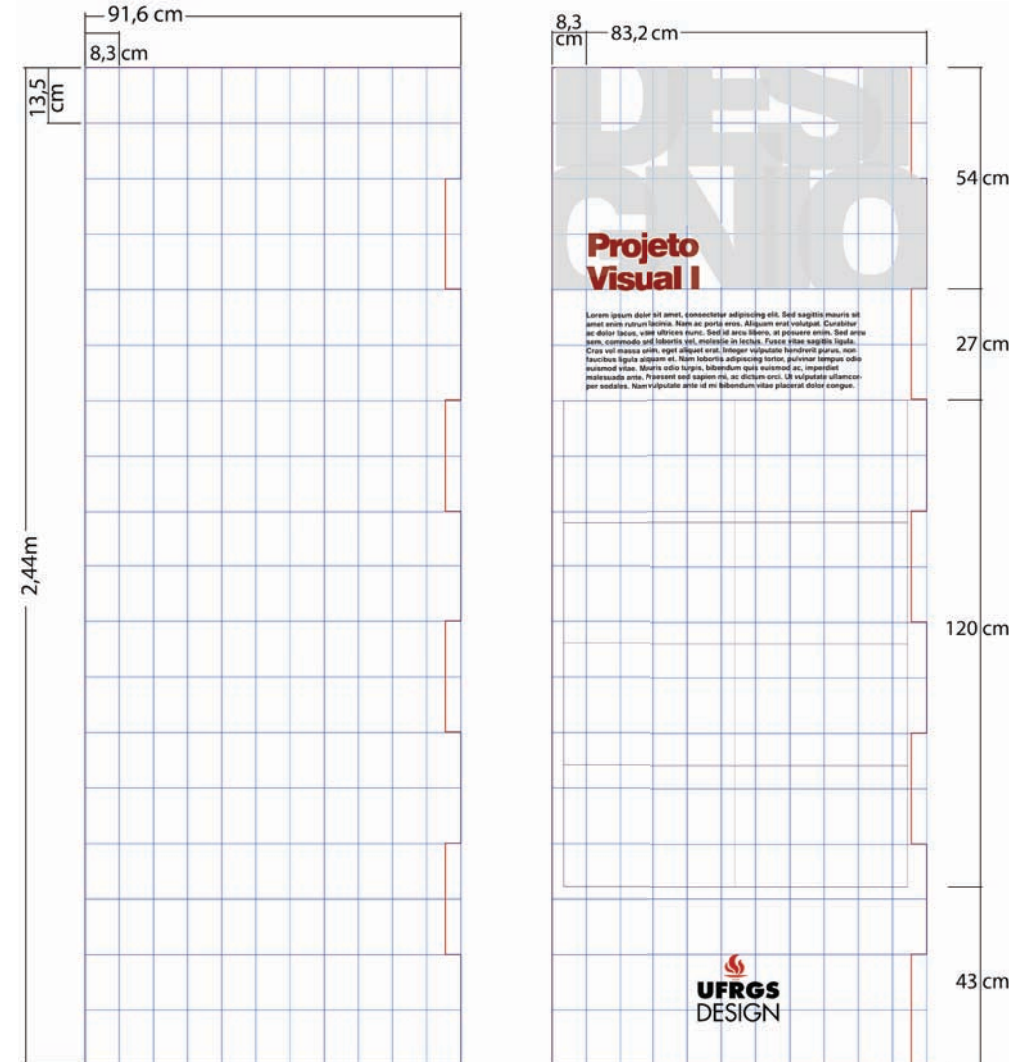 91,6 cm
8,3 cm
13,5
cm
2,44m
8,3
cm
83,2 cm
DESI
GNIO
54 cm
Projeto
Visual I
Lorem ipsum dolor sit amet, consectetur adipiscing elit. Sed sagittis mauris sit
amet enim rutrum lacinia. Nam ac porta eros. Aliquam erat volutpat. Curabitur
ac dolor lacus, vitae ultrices nunc. Sed id arcu libero, at posuere enim. Sed arcu
sem, commodo sed lobortis vel, molestie in lectus. Fusce vitae sagittis ligula.
Cras vel massa enim, eget aliquet erat. Integer vulputate hendrerit purus, non
faucibus ligula aliquam et. Nam lobortis adipiscing tortor, pulvinar tempus odio
euismod vitae. Mauris odio turpis, bibendum quis euismod ac, imperdiet
malesuada ante. Praesent sed sapien mi, ac dictum orci. Ut vulputate ullamcor-
per sodales. Nam vulputate ante id mi bibendum vitae placerat dolor congue.
27 cm
120 cm
43 cm
UFRGS
DESIGN